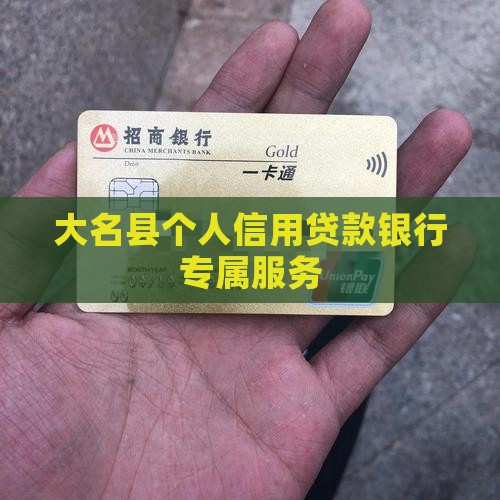 招商银行
CHINA MERCHANTS BANK
Debit
Gold
一卡通
大名县个人信用贷款银行
专属服务
MONTH/YEAR
UnionPay
银联